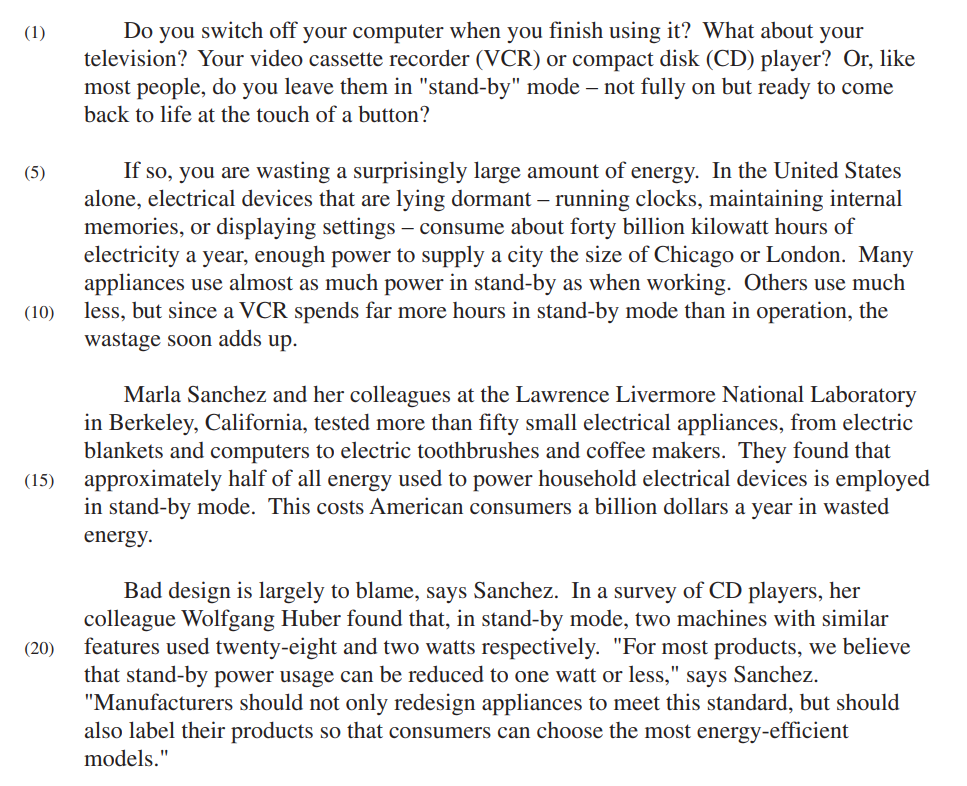 (1) Do you switch off your computer when you finish using it? What about your
television? Your video cassette recorder (VCR) or compact disk (CD) player? Or, like
most people, do you leave them in "stand-by" mode – not fully on but ready to come
back to life at the touch of a button?
(5) If so, you are wasting a surprisingly large amount of energy. In the United States
alone, electrical devices that are lying dormant – running clocks, maintaining internal
memories, or displaying settings – consume about forty billion kilowatt hours of
electricity a year, enough power to supply a city the size of Chicago or London. Many
appliances use almost as much power in stand-by as when working. Others use much
(10) less, but since a VCR spends far more hours in stand-by mode than in operation, the
wastage soon adds up.
Marla Sanchez and her colleagues at the Lawrence Livermore National Laboratory
in Berkeley, California, tested more than fifty small electrical appliances, from electric
blankets and computers to electric toothbrushes and coffee makers. They found that
(15) approximately half of all energy used to power household electrical devices is employed
in stand-by mode. This costs American consumers a billion dollars a year in wasted
energy.
Bad design is largely to blame, says Sanchez. In a survey of CD players, her
colleague Wolfgang Huber found that, in stand-by mode, two machines with similar
(20) features used twenty-eight and two watts respectively. "For most products, we believe
that stand-by power usage can be reduced to one watt or less," says Sanchez.
"Manufacturers should not only redesign appliances to meet this standard, but should
also label their products so that consumers can choose the most energy-efficient
models."